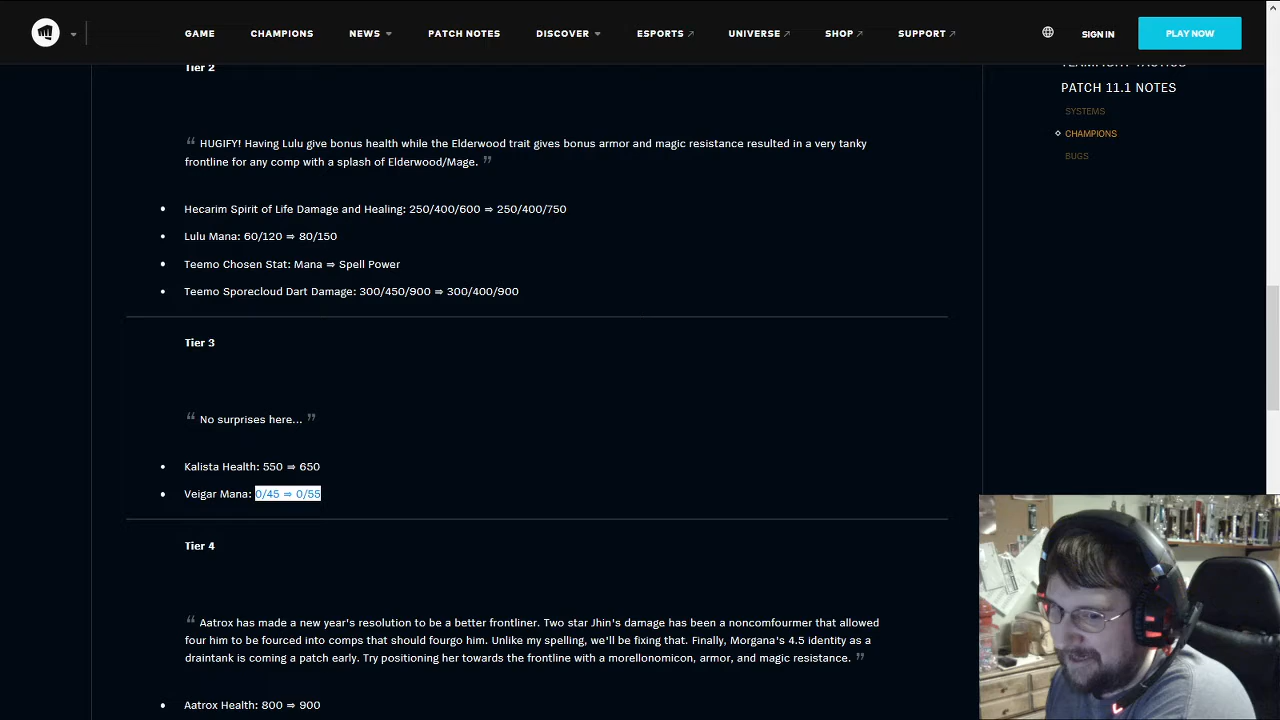 GAME CHAMPIONS NEWS PATCH NOTES DISCOVER ESPORTS UNIVERSE SHOP SUPPORT SIGN IN PLAY NOW
Tier 2
TEAMFIGHT TACTICS
PATCH 11.1 NOTES
SYSTEMS
CHAMPIONS
BUGS
“ HUGIFY! Having Lulu give bonus health while the Elderwood trait gives bonus armor and magic resistance resulted in a very tanky
frontline for any comp with a splash of Elderwood/Mage. ”
• Hecarim Spirit of Life Damage and Healing: 250/400/600 ⇒ 250/400/750
• Lulu Mana: 60/120 ⇒ 80/150
• Teemo Chosen Stat: Mana ⇒ Spell Power
• Teemo Sporecloud Dart Damage: 300/450/900 ⇒ 300/400/900
Tier 3
“ No surprises here... ”
• Kalista Health: 550 ⇒ 650
• Veigar Mana: 0/45 ⇒ 0/55
Tier 4
“ Aatrox has made a new year's resolution to be a better frontliner. Two star Jhin's damage has been a noncomfourmer that allowed
four him to be fourced into comps that should fourgo him. Unlike my spelling, we'll be fixing that. Finally, Morgana's 4.5 identity as a
draintank is coming a patch early. Try positioning her towards the frontline with a morellonomicon, armor, and magic resistance. ”
• Aatrox Health: 800 ⇒ 900